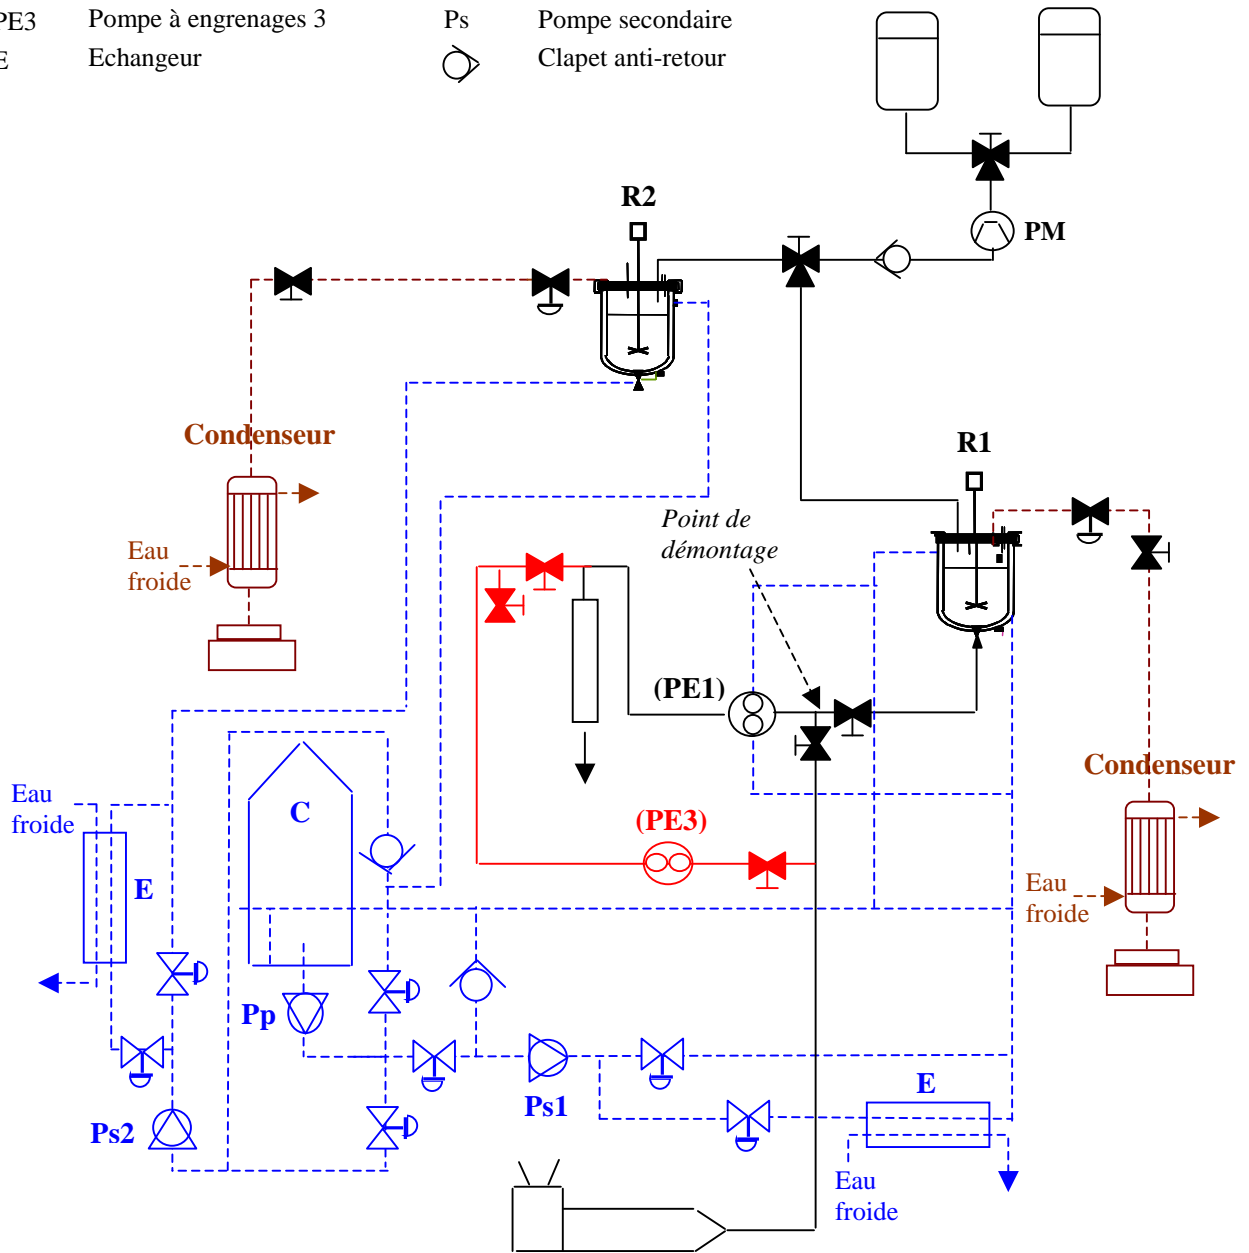 PE3 Pompe à engrenages 3 Ps Pompe secondaire
E Echangeur Clapet anti-retour
R2
PM
Condenseur
R1
Point de
démontage
Eau
froide
(PE1)
Condenseur
Eau
froide
C
(PE3)
E
Eau
froide
Pp
E
Ps1
Ps2
Eau
froide